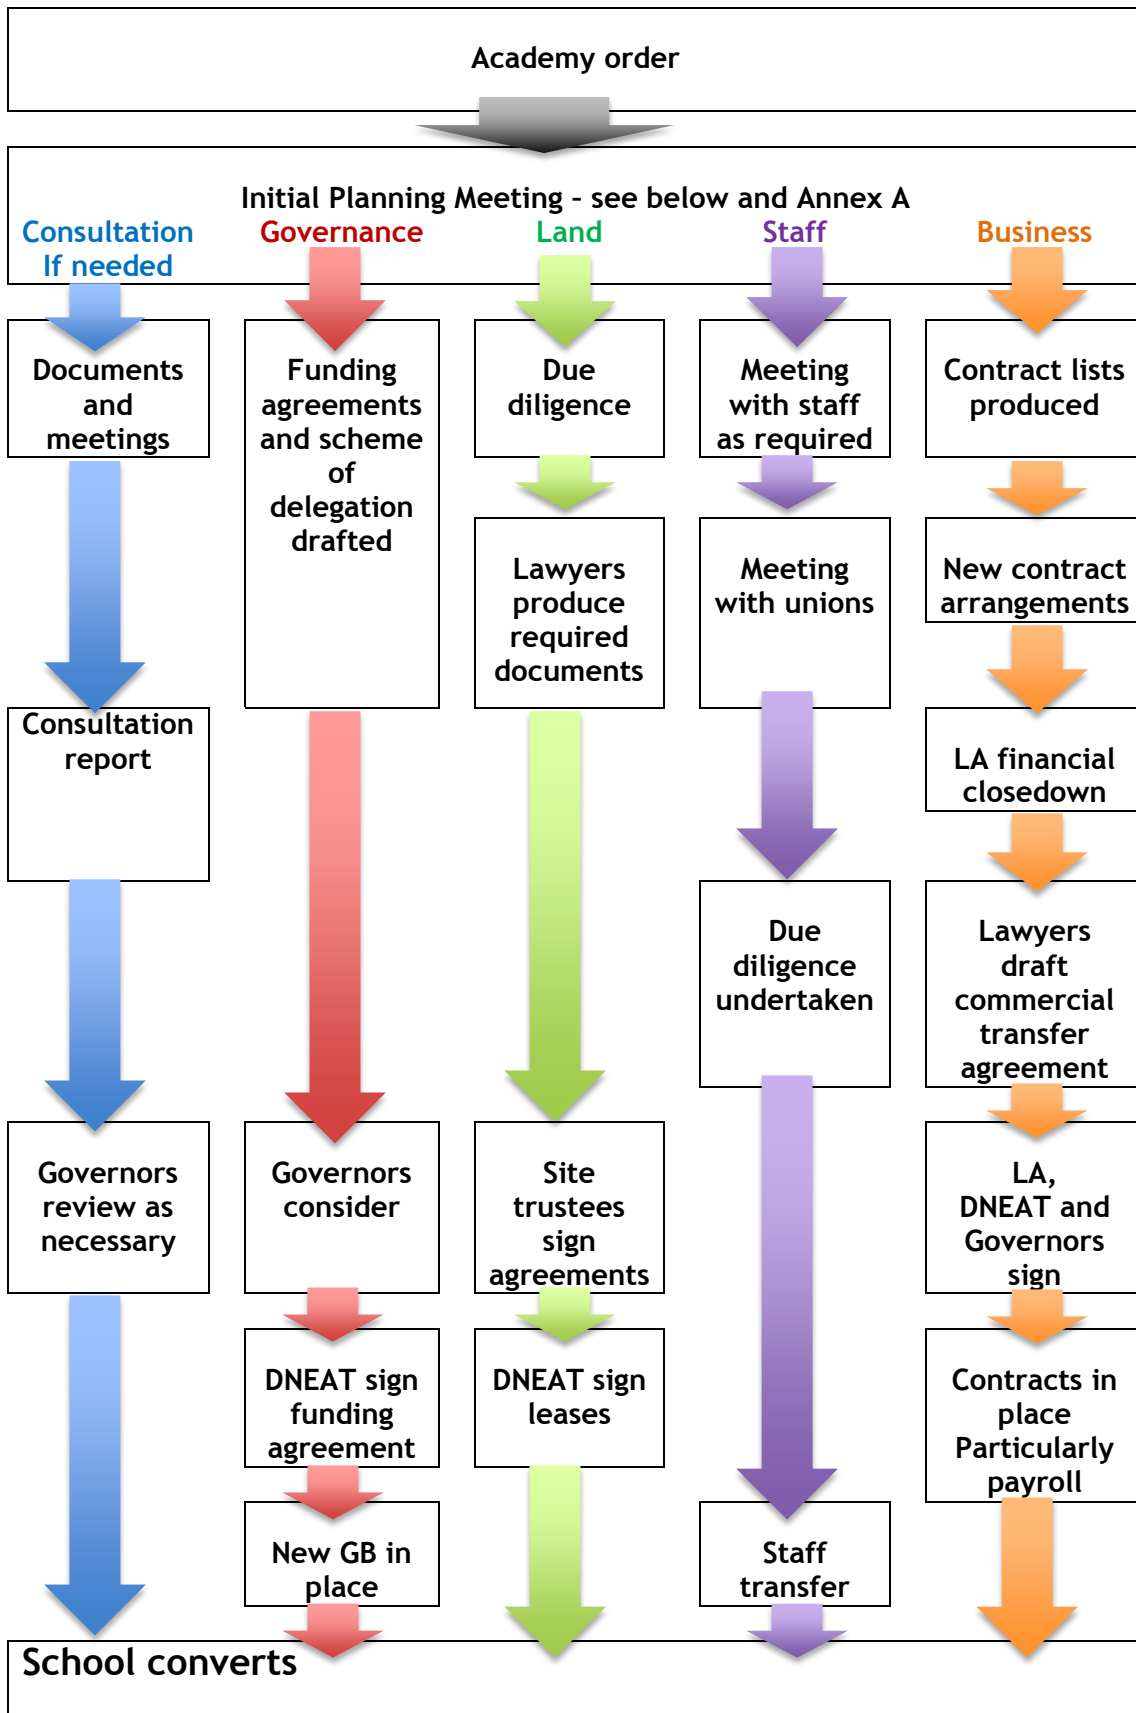 Academy order
Initial Planning Meeting – see below and Annex A
Consultation
If needed
Governance
Land
Staff
Business
Documents
and
meetings
Funding
agreements
and scheme
of
delegation
drafted
Due
diligence
Meeting
with staff
as required
Contract lists
produced
Lawyers
produce
required
documents
Meeting
with unions
New contract
arrangements
Consultation
report
LA financial
closedown
Due
diligence
undertaken
Lawyers
draft
commercial
transfer
agreement
Governors
review as
necessary
Governors
consider
Site
trustees
sign
agreements
LA,
DNEAT and
Governors
sign
DNEAT sign
funding
agreement
DNEAT sign
leases
Contracts in
place
Particularly
payroll
New GB in
place
Staff
transfer
School converts